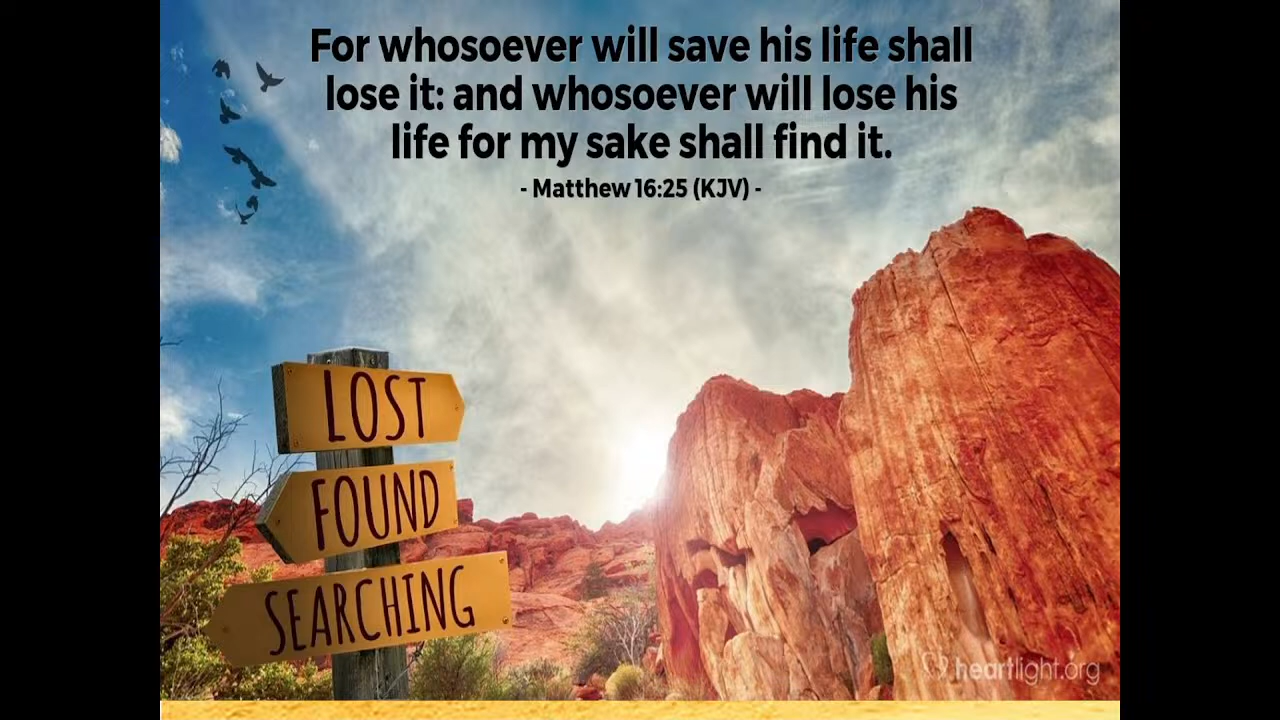 For whosoever will save his life shall
lose it: and whosoever will lose his
life for my sake shall find it.
- Matthew 16:25 (KJV) -
LOST
FOUND
SEARCHING
heartlight.org